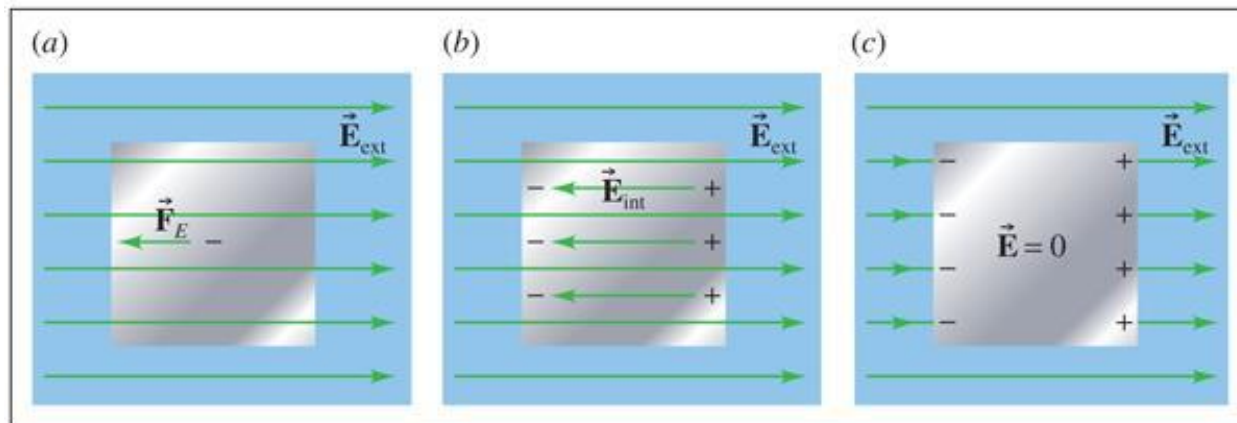 (a)
(b)
(c)
E⃗ext
E⃗ext
E⃗ext
− E⃗int +
− +
F⃗E
−
− +
− +
− +
− +
E⃗ = 0
− +
− +